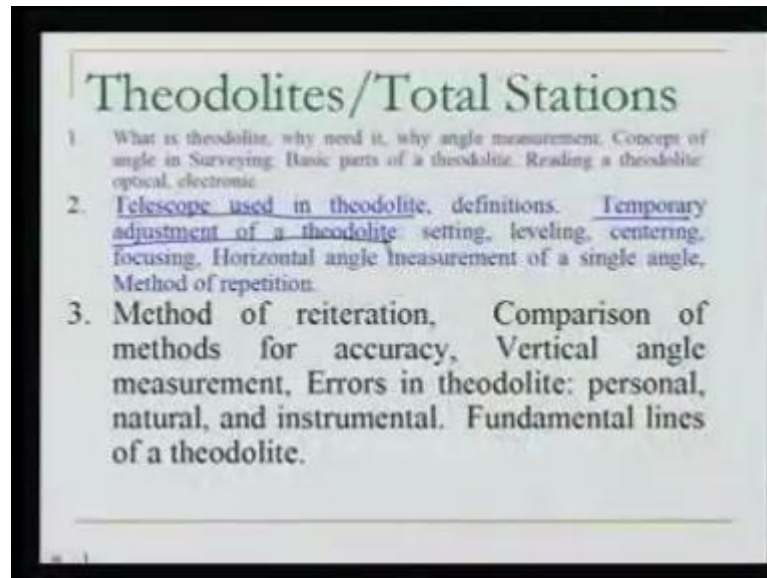 Theodolites/Total Stations
1. What is theodolite, why need it, why angle measurement, Concept of
angle in Surveying. Basic parts of a theodolite. Reading a theodolite:
optical, electronic
2. Telescope used in theodolite, definitions. Temporary
adjustment of a theodolite: setting, leveling, centering,
focusing, Horizontal angle measurement of a single angle,
Method of repetition.
3. Method of reiteration, Comparison of
methods for accuracy, Vertical angle
measurement, Errors in theodolite: personal,
natural, and instrumental. Fundamental lines
of a theodolite.
1